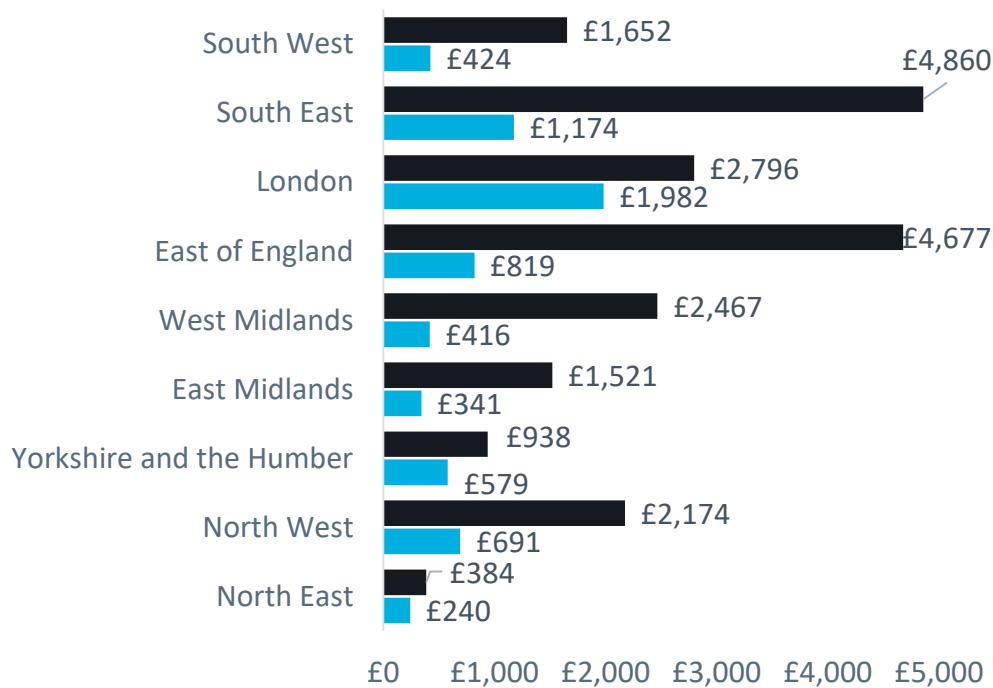 South West
£1,652
£424
South East
£4,860
£1,174
London
£2,796
£1,982
East of England
£4,677
£819
West Midlands
£2,467
£416
East Midlands
£1,521
£341
Yorkshire and the Humber
£938
£579
North West
£2,174
£691
North East
£384
£240
£0 £1,000 £2,000 £3,000 £4,000 £5,000